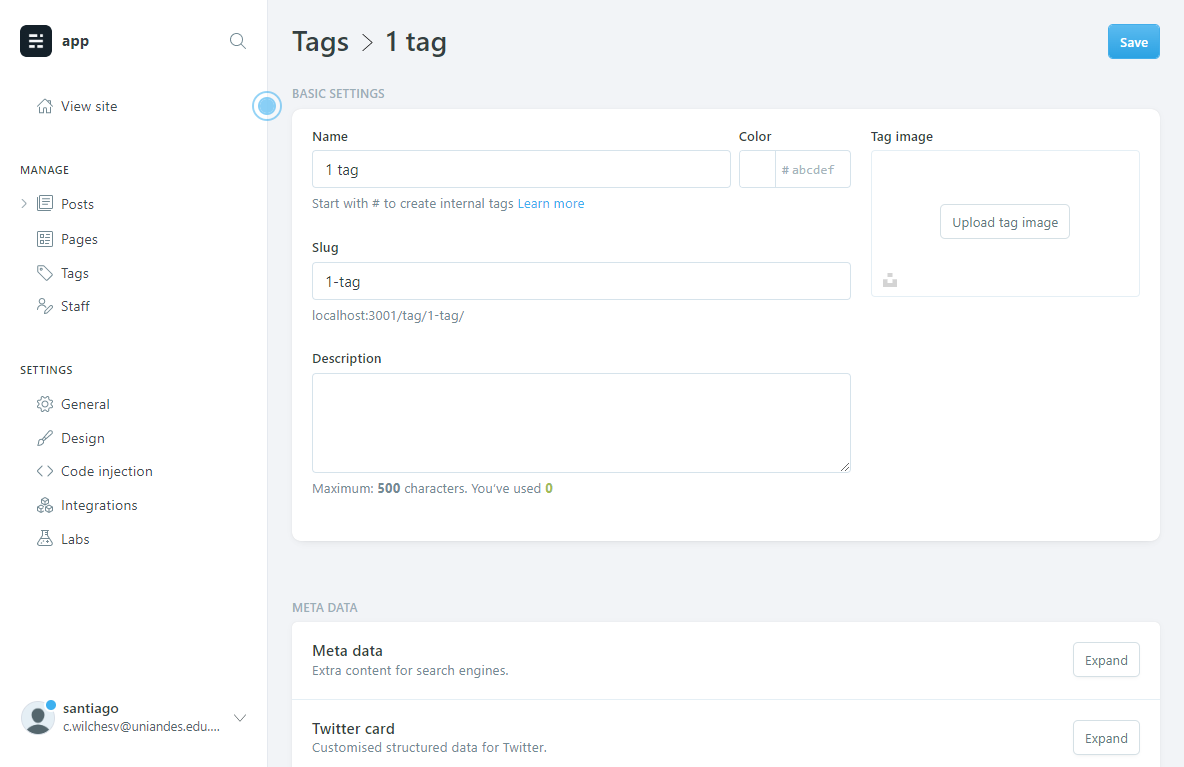 app
View site
MANAGE
Posts
Pages
Tags
Staff
SETTINGS
General
Design
Code injection
Integrations
Labs
santiago
c.wilchesv@uniandes.edu....
Tags > 1 tag
Save
BASIC SETTINGS
Name
1 tag
Start with # to create internal tags Learn more
Color
# abcdef
Slug
1-tag
localhost:3001/tag/1-tag/
Description
Maximum: 500 characters. You’ve used 0
Tag image
Upload tag image
META DATA
Meta data
Extra content for search engines.
Expand
Twitter card
Customised structured data for Twitter.
Expand